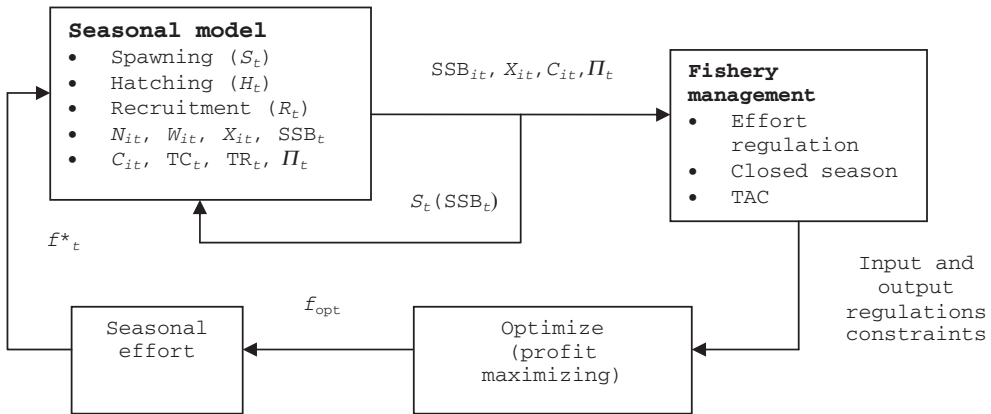 Seasonal model
• Spawning (S_t)
• Hatching (H_t)
• Recruitment (R_t)
• N_it, W_it, X_it, SSB_t
• C_it, TC_t, TR_t, Π_t
SSB_it, X_it, C_it, Π_t
Fishery
management
• Effort
regulation
• Closed season
• TAC
S_t(SSB_t)
f*_t
Input and
output
regulations
constraints
f_opt
Seasonal
effort
Optimize
(profit
maximizing)